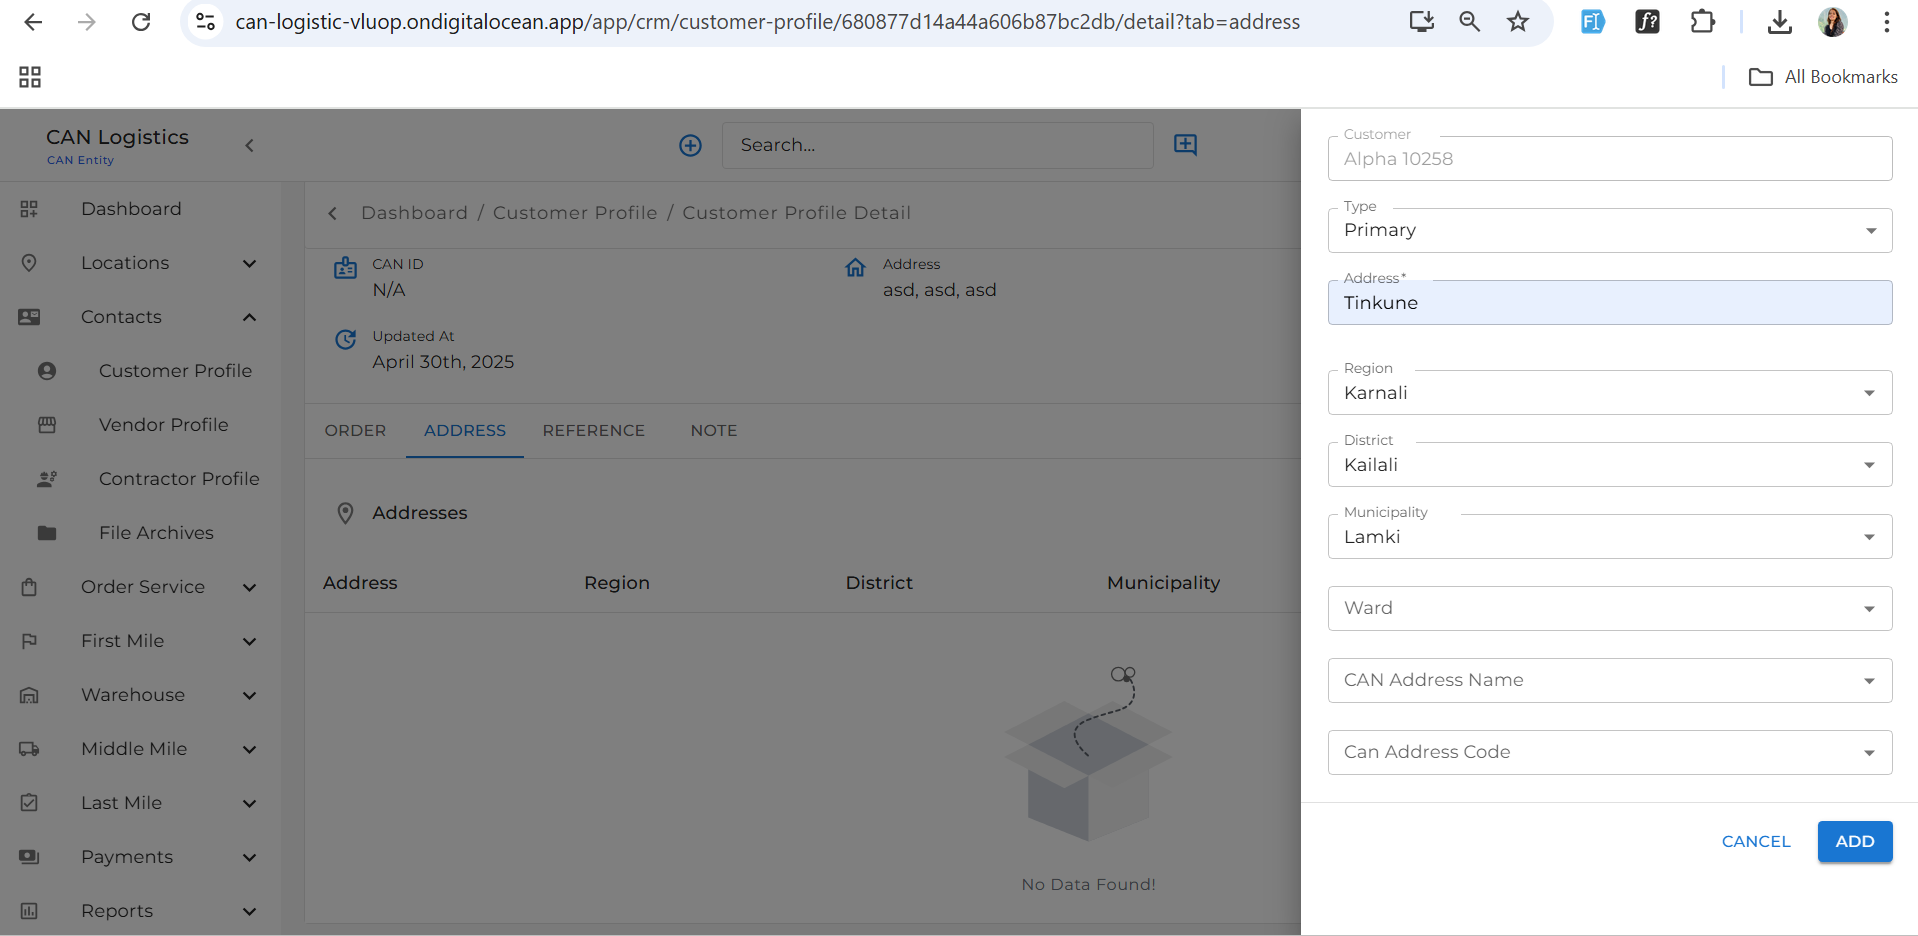 can-logistic-vluop.ondigitalocean.app/app/crm/customer-profile/680877d14a44a606b87bc2db/detail?tab=address
All Bookmarks
CAN Logistics
CAN Entity
Search...
Dashboard
Locations
Contacts
Customer Profile
Vendor Profile
Contractor Profile
File Archives
Order Service
First Mile
Warehouse
Middle Mile
Last Mile
Payments
Reports
Dashboard / Customer Profile / Customer Profile Detail
CAN ID
N/A
Address
asd, asd, asd
Updated At
April 30th, 2025
ORDER ADDRESS REFERENCE NOTE
Addresses
Address Region District Municipality
No Data Found!
Customer
Alpha 10258
Type
Primary
Address*
Tinkune
Region
Karnali
District
Kailali
Municipality
Lamki
Ward
CAN Address Name
Can Address Code
CANCEL ADD